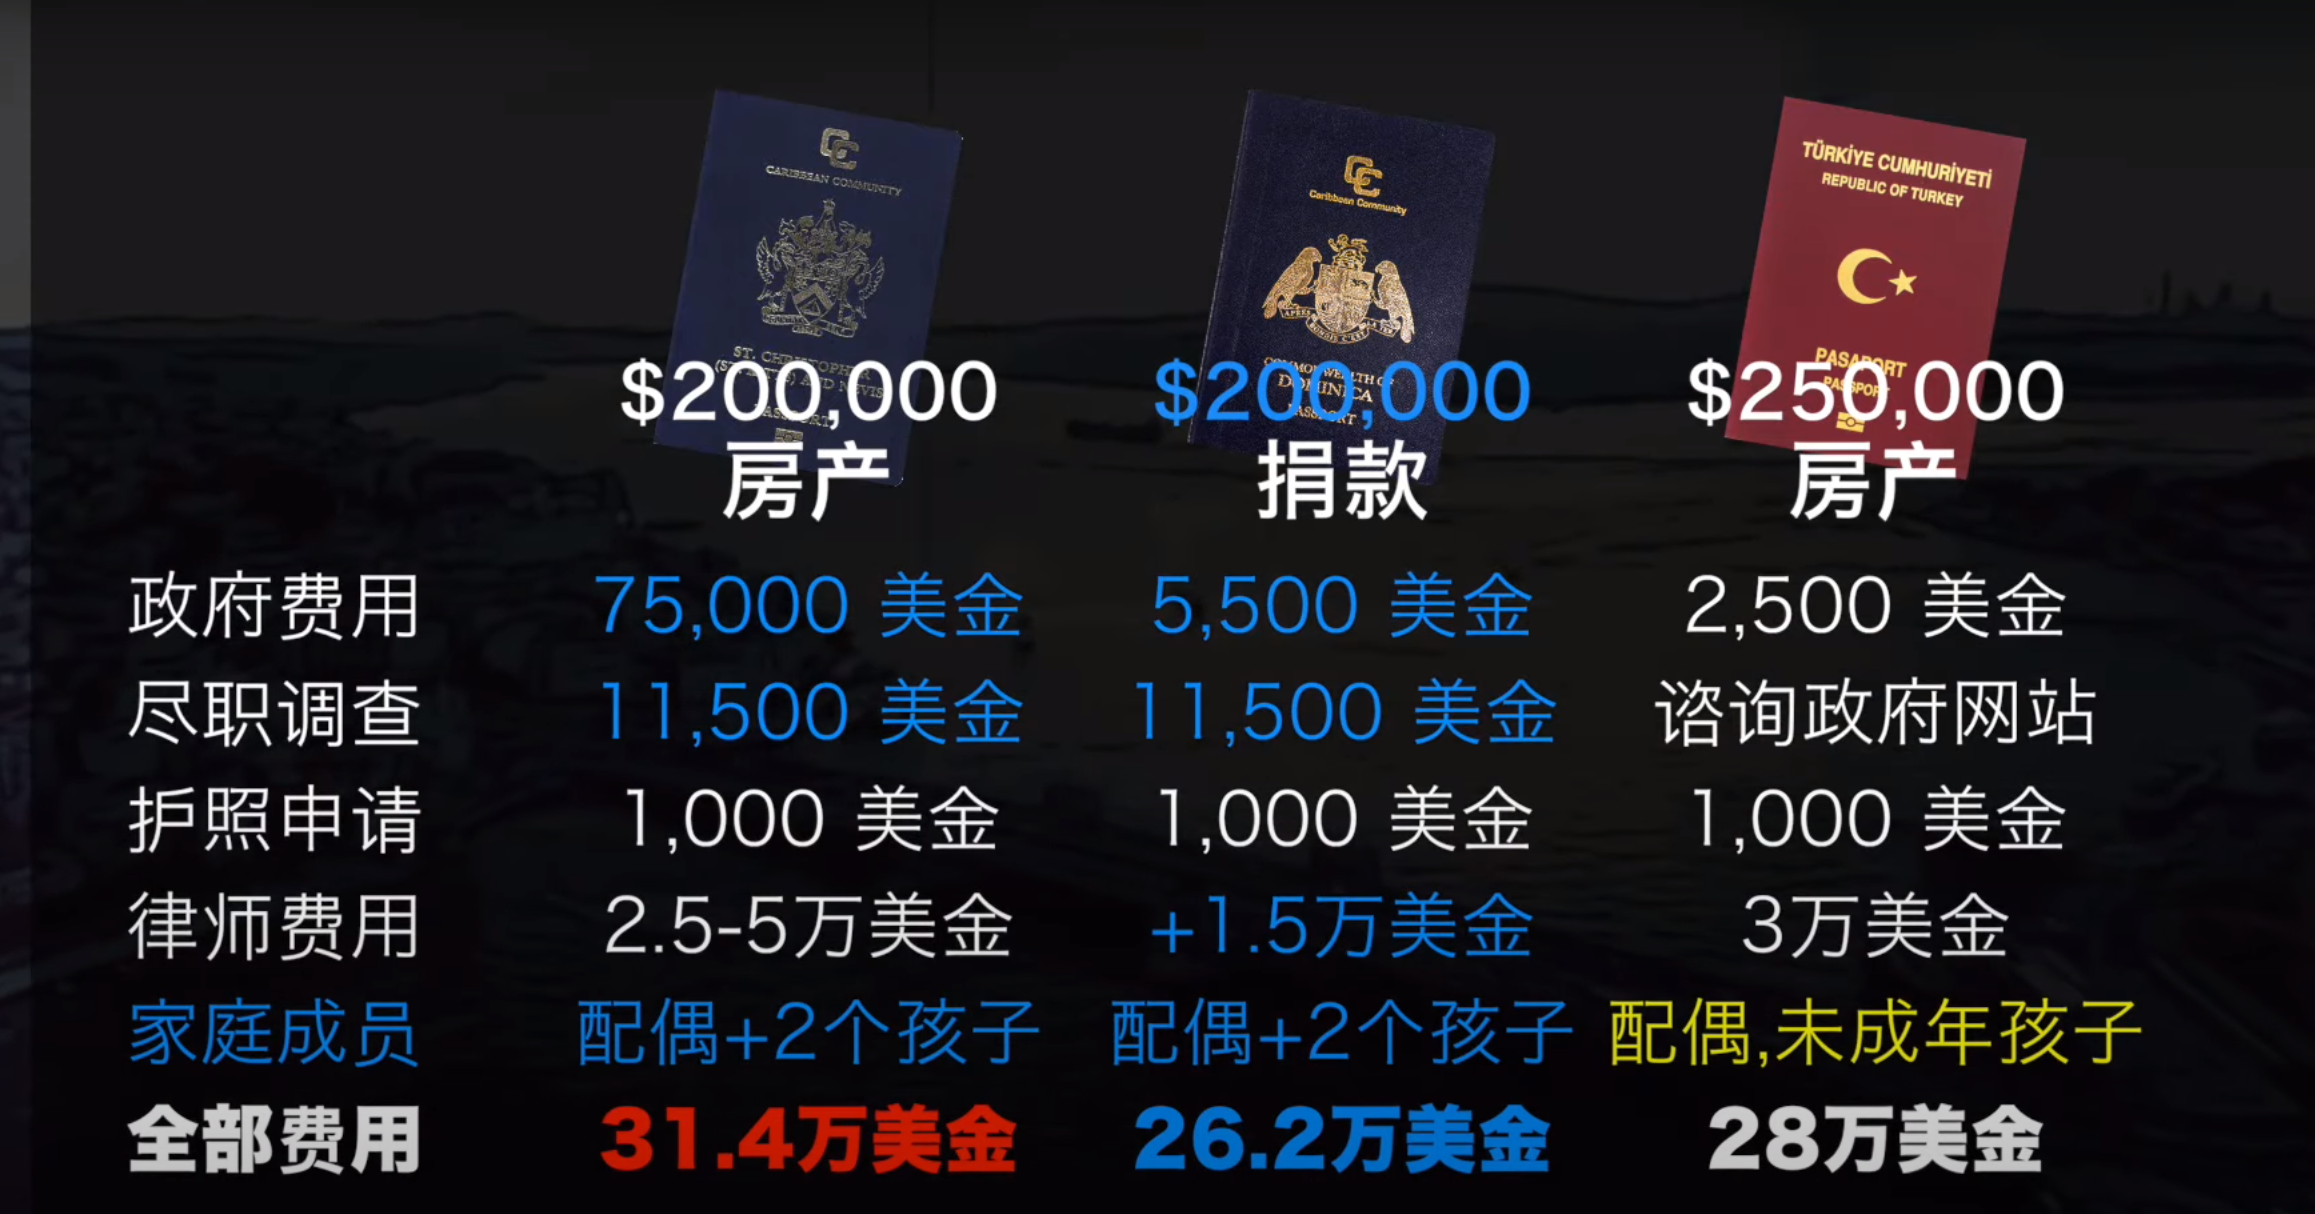 CARIBBEAN COMMUNITY
Caribbean Community
TÜRKİYE CUMHURİYETİ
REPUBLIC OF TURKEY
COMMONWEALTH OF
DOMINICA
PASSPORT
PASAPORT
PASSPORT
$200,000 $200,000 $250,000
房产 捐款 房产
政府费用 75,000 美金 5,500 美金 2,500 美金
尽职调查 11,500 美金 11,500 美金 谘询政府网站
护照申请 1,000 美金 1,000 美金 1,000 美金
律师费用 2.5-5万美金 +1.5万美金 3万美金
家庭成员 配偶+2个孩子 配偶+2个孩子 配偶,未成年孩子
全部费用 31.4万美金 26.2万美金 28万美金